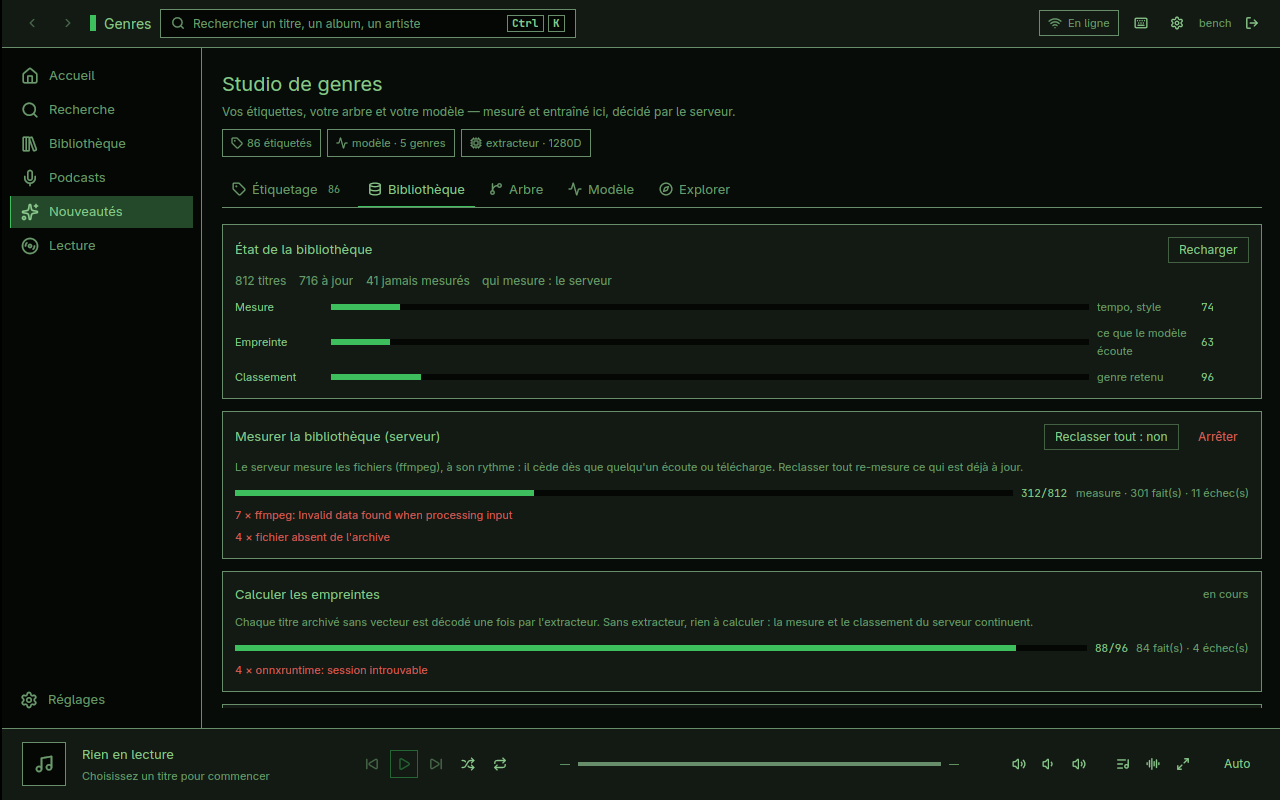 Genres
Rechercher un titre, un album, un artiste
Ctrl K
En ligne
bench
Accueil
Recherche
Bibliothèque
Podcasts
Nouveautés
Lecture
Réglages
Studio de genres
Vos étiquettes, votre arbre et votre modèle — mesuré et entraîné ici, décidé par le serveur.
86 étiquetés
modèle · 5 genres
extracteur · 1280D
Étiquetage 86
Bibliothèque
Arbre
Modèle
Explorer
État de la bibliothèque
Recharger
812 titres 716 à jour 41 jamais mesurés qui mesure : le serveur
Mesure
tempo, style
74
Empreinte
ce que le modèle
écoute
63
Classement
genre retenu
96
Mesurer la bibliothèque (serveur)
Reclasser tout : non
Arrêter
Le serveur mesure les fichiers (ffmpeg), à son rythme : il cède dès que quelqu'un écoute ou télécharge. Reclasser tout re-mesure ce qui est déjà à jour.
312/812 measure · 301 fait(s) · 11 échec(s)
7 × ffmpeg: Invalid data found when processing input
4 × fichier absent de l'archive
Calculer les empreintes
en cours
Chaque titre archivé sans vecteur est décodé une fois par l'extracteur. Sans extracteur, rien à calculer : la mesure et le classement du serveur continuent.
88/96 84 fait(s) · 4 échec(s)
4 × onnxruntime: session introuvable
Rien en lecture
Choisissez un titre pour commencer
— —
Auto